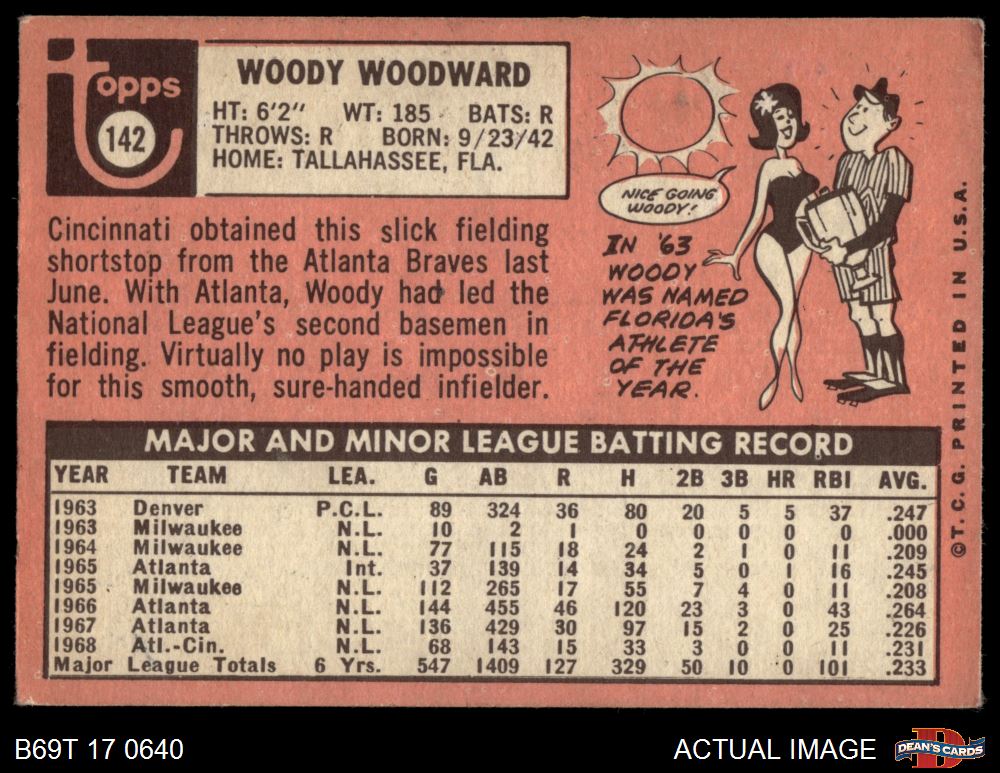 topps
142
WOODY WOODWARD
HT: 6'2" WT: 185 BATS: R
THROWS: R BORN: 9/23/42
HOME: TALLAHASSEE, FLA.
Cincinnati obtained this slick fielding
shortstop from the Atlanta Braves last
June. With Atlanta, Woody had led the
National League's second basemen in
fielding. Virtually no play is impossible
for this smooth, sure-handed infielder.
NICE GOING
WOODY!
IN '63
WOODY
WAS NAMED
FLORIDA'S
ATHLETE
OF THE
YEAR.
MAJOR AND MINOR LEAGUE BATTING RECORD
YEAR TEAM LEA. G AB R H 2B 3B HR RBI AVG.
1963 Denver P.C.L. 89 324 36 80 20 5 5 37 .247
1963 Milwaukee N.L. 10 2 1 0 0 0 0 0 .000
1964 Milwaukee N.L. 77 115 18 24 2 1 0 11 .209
1965 Atlanta Int. 37 139 14 34 5 0 1 16 .245
1965 Milwaukee N.L. 112 265 17 55 7 4 0 11 .208
1966 Atlanta N.L. 144 455 46 120 23 3 0 43 .264
1967 Atlanta N.L. 136 429 30 97 15 2 0 25 .226
1968 Atl.-Cin. N.L. 68 143 15 33 3 0 0 11 .231
Major League Totals 6 Yrs. 547 1409 127 329 50 10 0 101 .233
©T.C.G. PRINTED IN U.S.A.
B69T 17 0640
ACTUAL IMAGE
D
DEAN'S CARDS